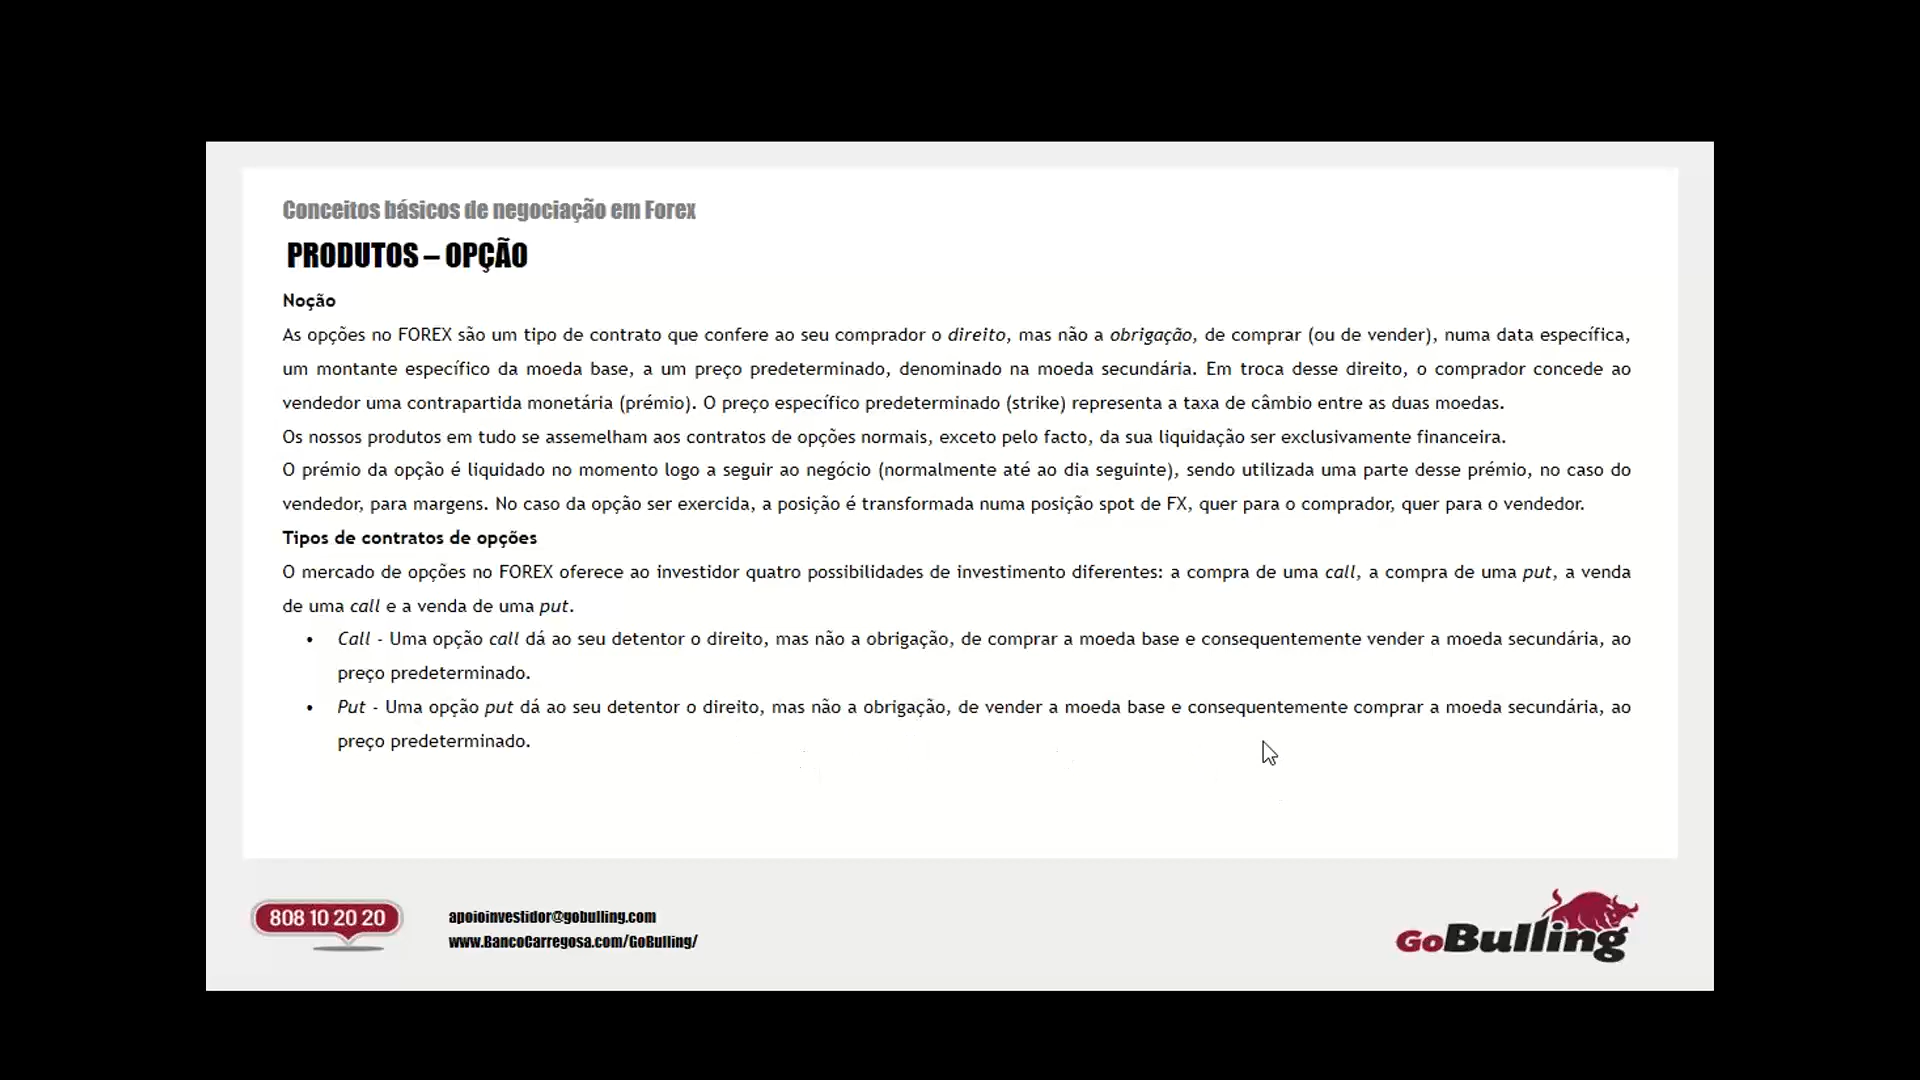 Conceitos básicos de negociação em Forex
PRODUTOS – OPÇÃO
Noção
As opções no FOREX são um tipo de contrato que confere ao seu comprador o direito, mas não a obrigação, de comprar (ou de vender), numa data específica,
um montante específico da moeda base, a um preço predeterminado, denominado na moeda secundária. Em troca desse direito, o comprador concede ao
vendedor uma contrapartida monetária (prémio). O preço específico predeterminado (strike) representa a taxa de câmbio entre as duas moedas.
Os nossos produtos em tudo se assemelham aos contratos de opções normais, exceto pelo facto, da sua liquidação ser exclusivamente financeira.
O prémio da opção é liquidado no momento logo a seguir ao negócio (normalmente até ao dia seguinte), sendo utilizada uma parte desse prémio, no caso do
vendedor, para margens. No caso da opção ser exercida, a posição é transformada numa posição spot de FX, quer para o comprador, quer para o vendedor.
Tipos de contratos de opções
O mercado de opções no FOREX oferece ao investidor quatro possibilidades de investimento diferentes: a compra de uma call, a compra de uma put, a venda
de uma call e a venda de uma put.
• Call - Uma opção call dá ao seu detentor o direito, mas não a obrigação, de comprar a moeda base e consequentemente vender a moeda secundária, ao
preço predeterminado.
• Put - Uma opção put dá ao seu detentor o direito, mas não a obrigação, de vender a moeda base e consequentemente comprar a moeda secundária, ao
preço predeterminado.
808 10 20 20
apoioinvestidor@gobulling.com
www.BancoCarregosa.com/GoBulling/
GoBulling